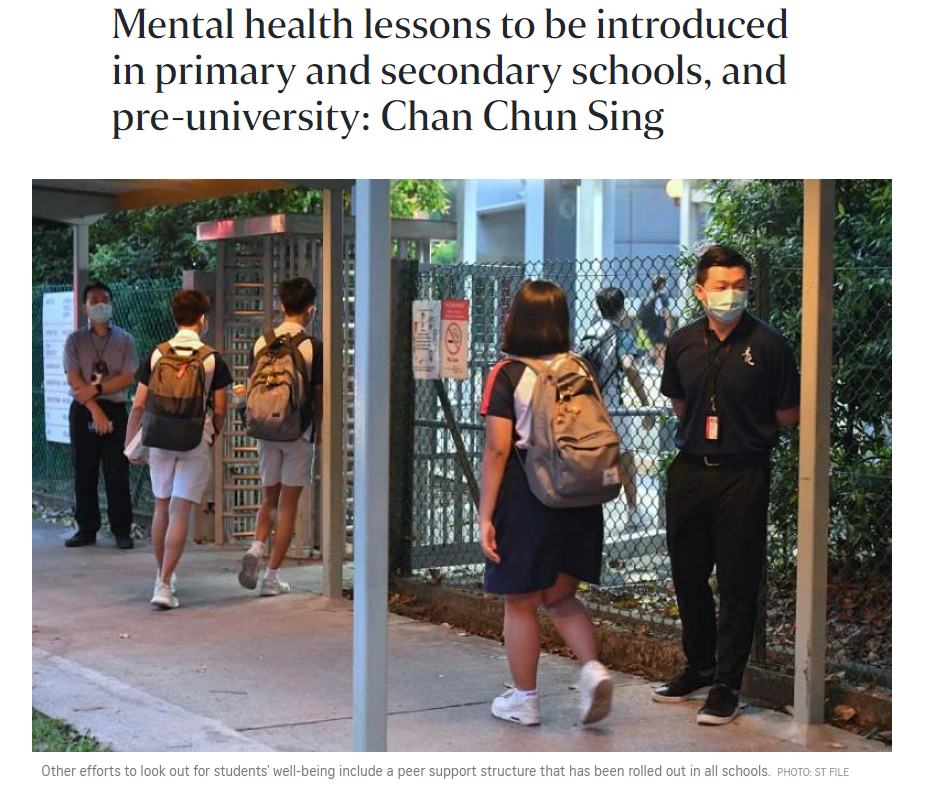 Mental health lessons to be introduced
in primary and secondary schools, and
pre-university: Chan Chun Sing
Other efforts to look out for students' well-being include a peer support structure that has been rolled out in all schools. PHOTO: ST FILE